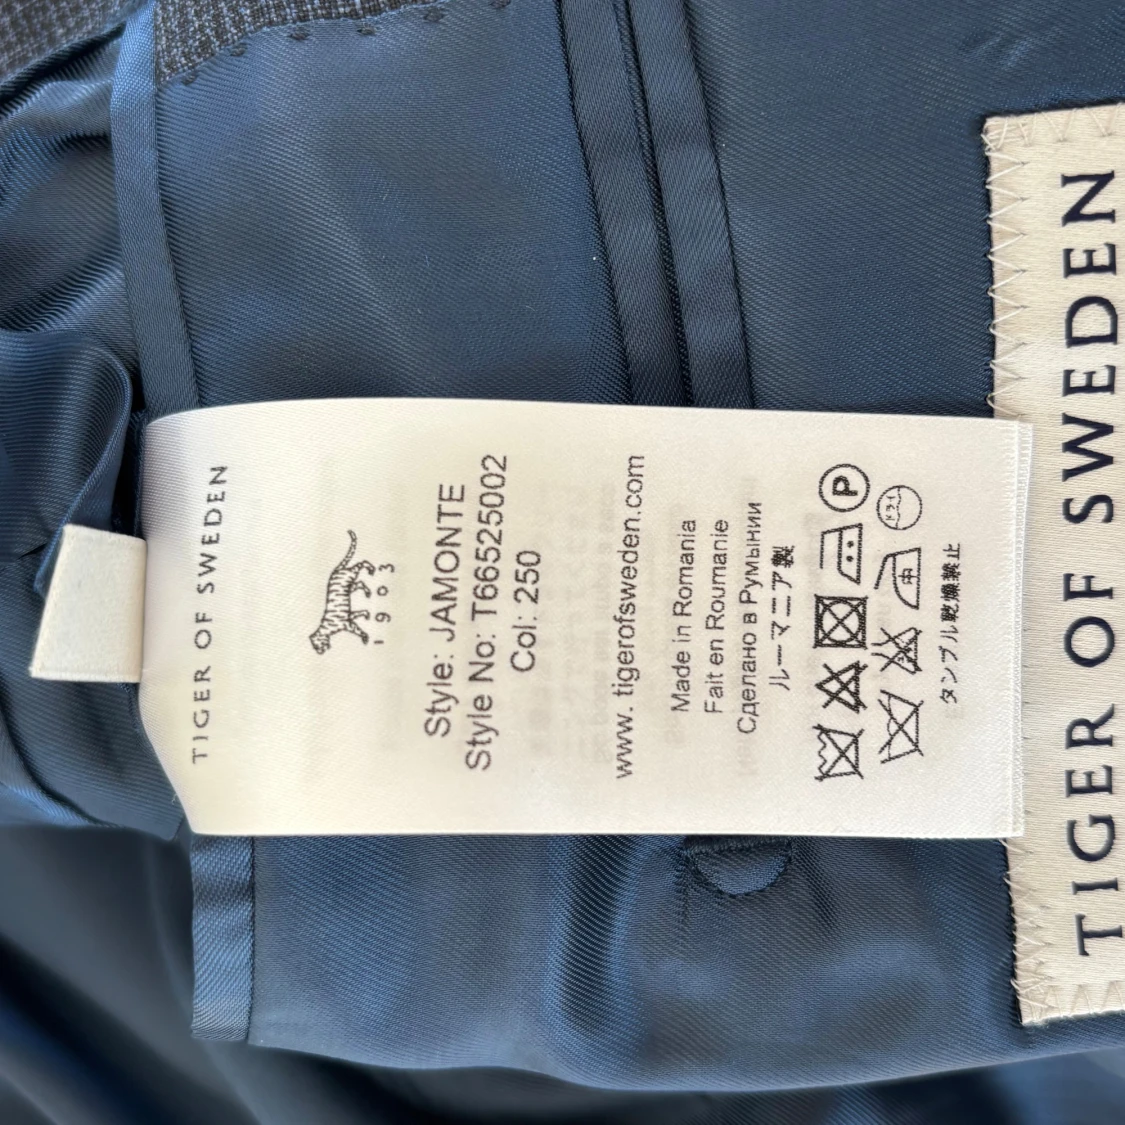 TIGER OF SWEDEN
1903
Style: JAMONTE
Style No: T66525002
Col: 250
www. tigerofsweden.com
Made in Romania
Fait en Roumanie
Сделано в Румынии
ルーマニア製
P
タンブル乾燥禁止
TIGER OF SWEDEN